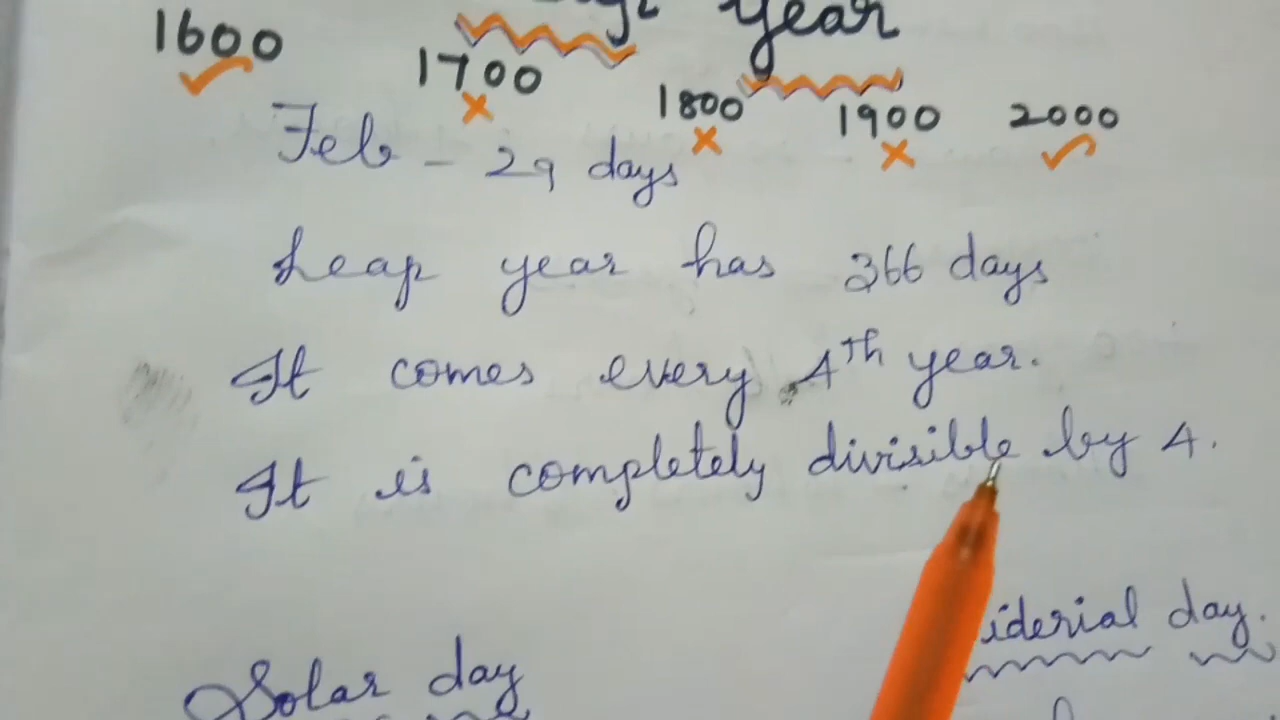 Year
1600 1700 1800 1900 2000
Feb - 29 days
Leap year has 366 days
It comes every 4th year.
It is completely divisible by 4.
iderial day.
Solar day